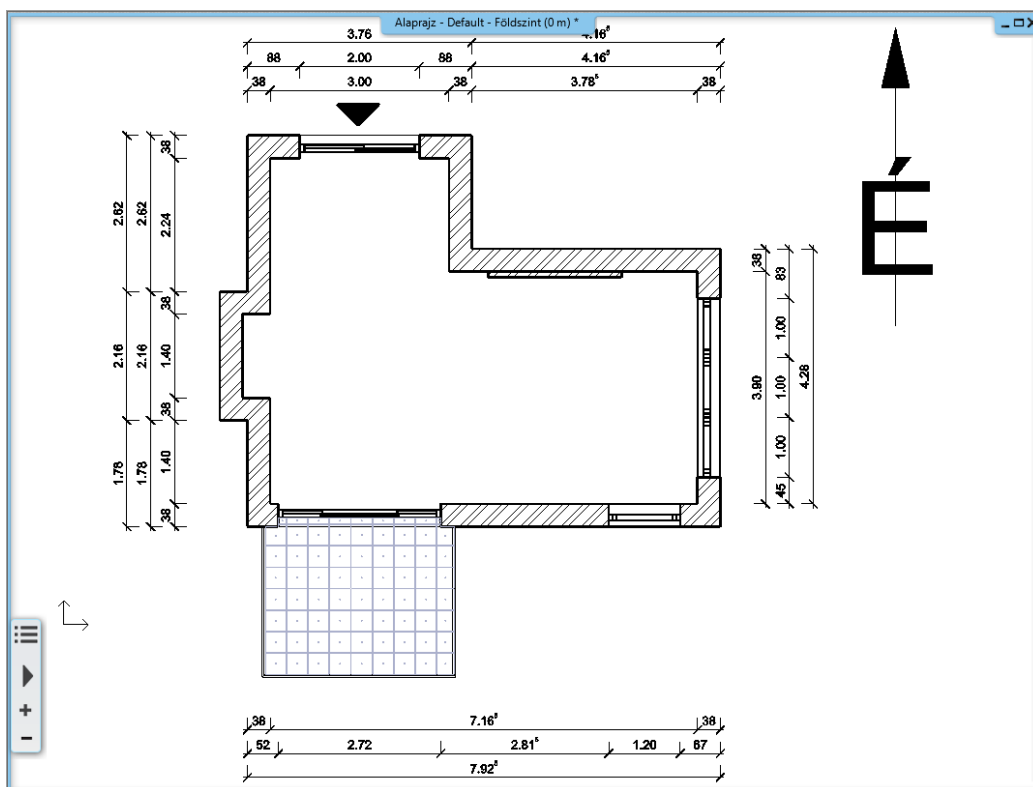 Alaprajz - Default - Földszint (0 m) *
3.76 4.16⁵
88 2.00 88 4.16⁵
38 3.00 38 3.78⁵ 38
É
2.62 2.62 38 2.24
2.16 2.16 38 1.40 38
1.78 1.78 1.40 38
38 3.90
83 1.00 1.00 1.00 45
4.28
38 7.16⁵ 38
52 2.72 2.81⁵ 1.20 67
7.92⁵